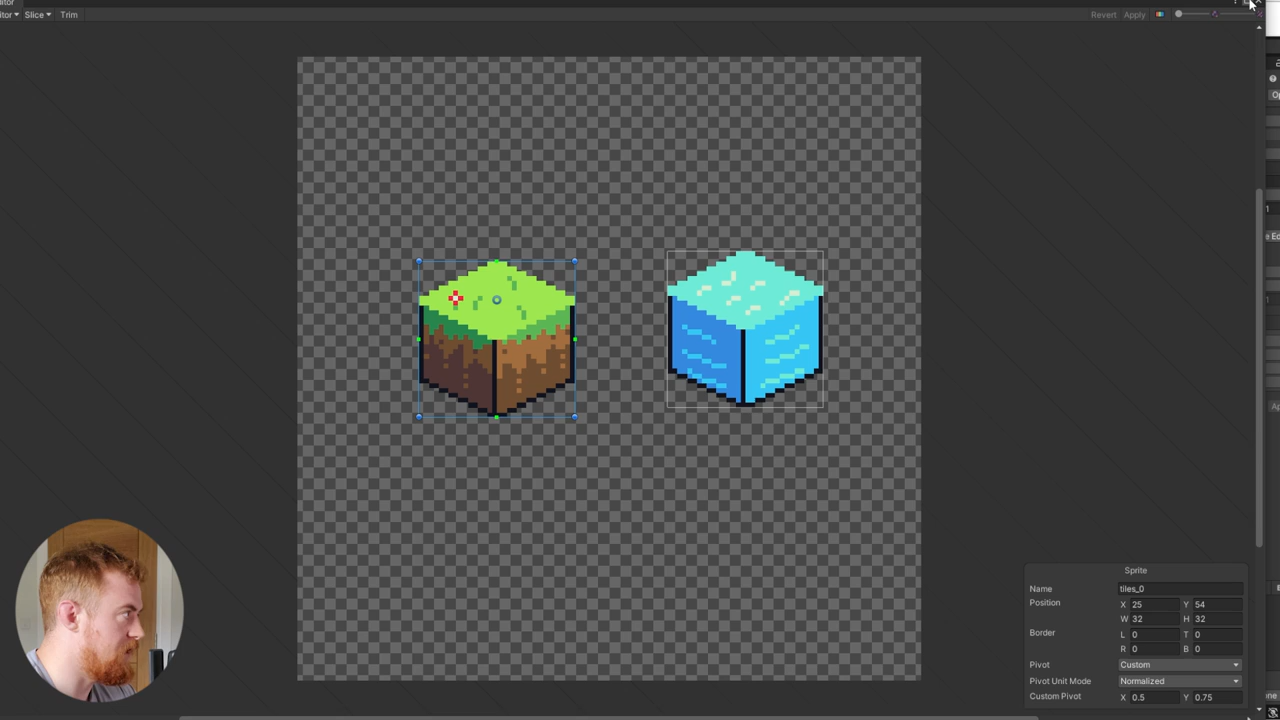 Slice Trim
Revert Apply
Sprite
Name tiles_0
Position X 25 Y 54
W 32 H 32
Border L 0 T 0
R 0 B 0
Pivot Custom
Pivot Unit Mode Normalized
Custom Pivot X 0.5 Y 0.75